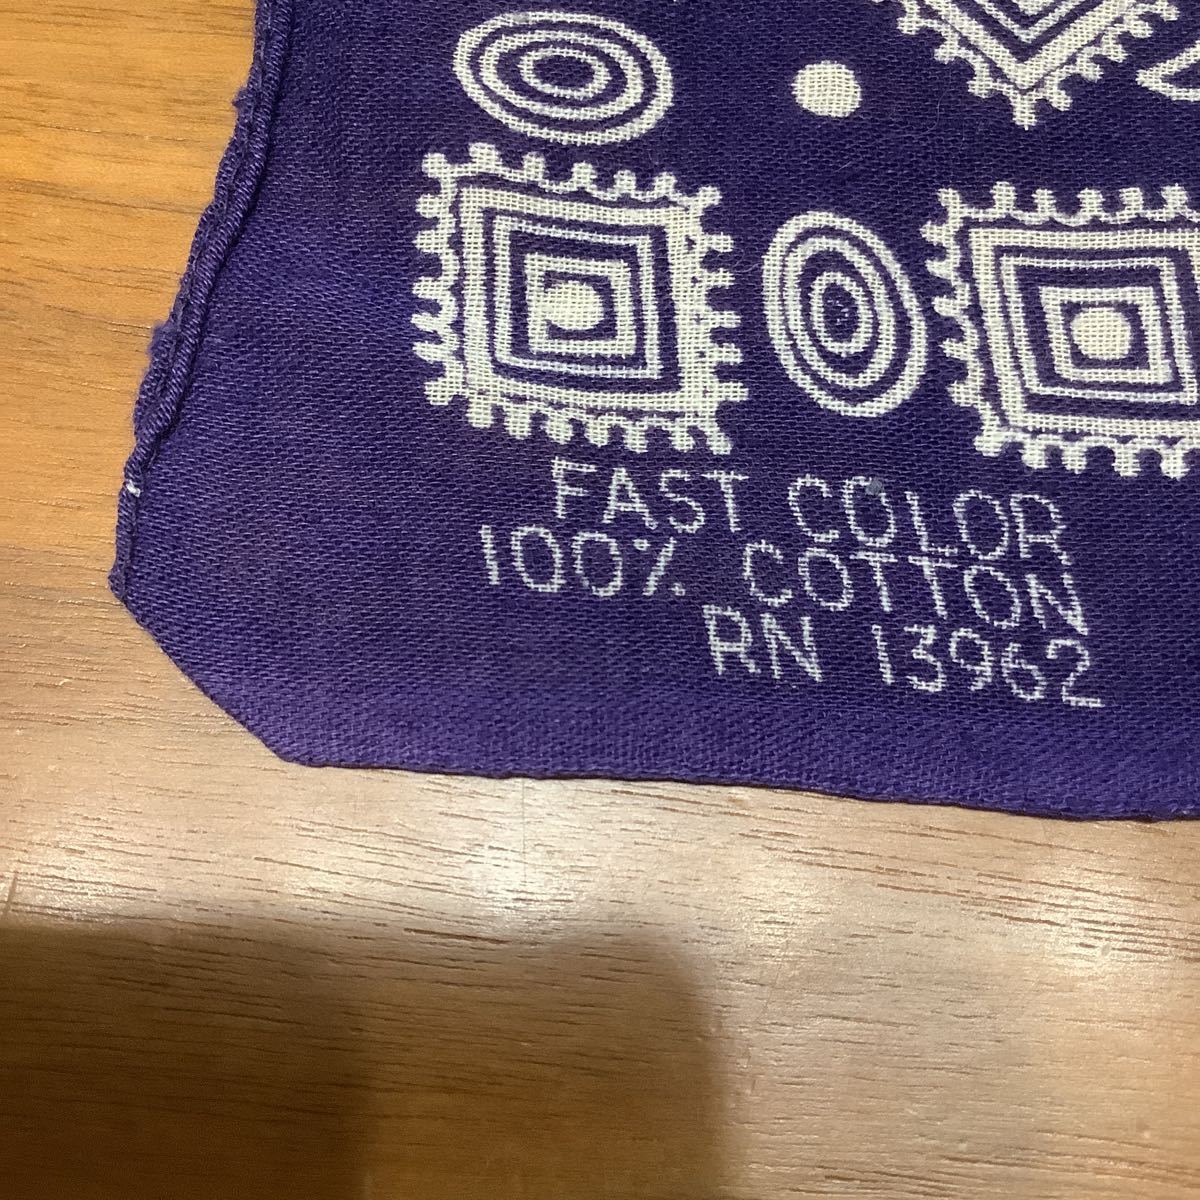 FAST COLOR
100% COTTON
RN 13962